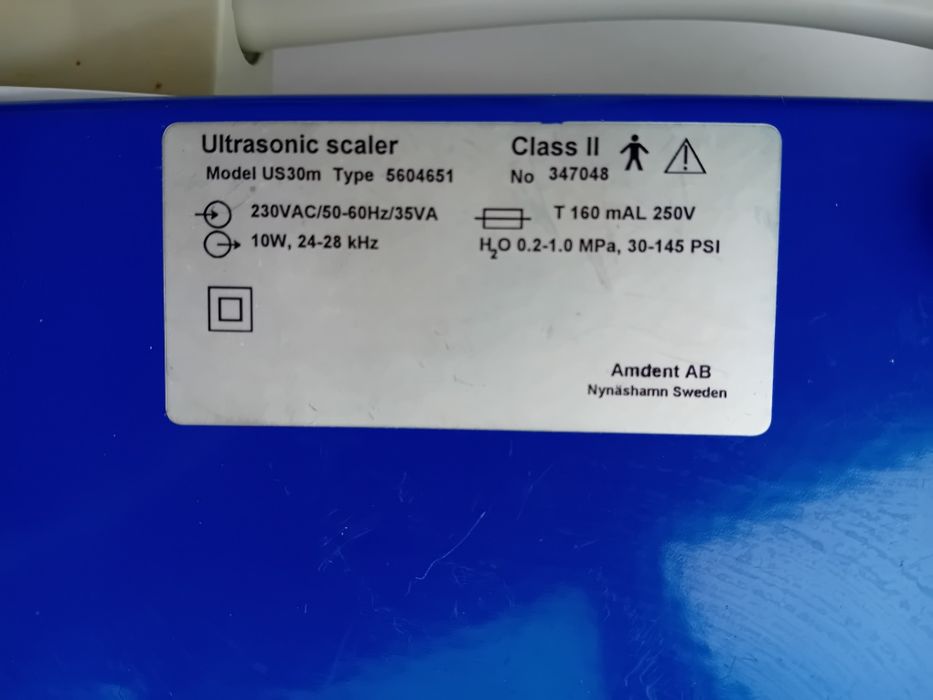 Ultrasonic scaler Class II
Model US30m Type 5604651 No 347048
230VAC/50-60Hz/35VA T 160 mAL 250V
10W, 24-28 kHz H2O 0.2-1.0 MPa, 30-145 PSI
Amdent AB
Nynäshamn Sweden